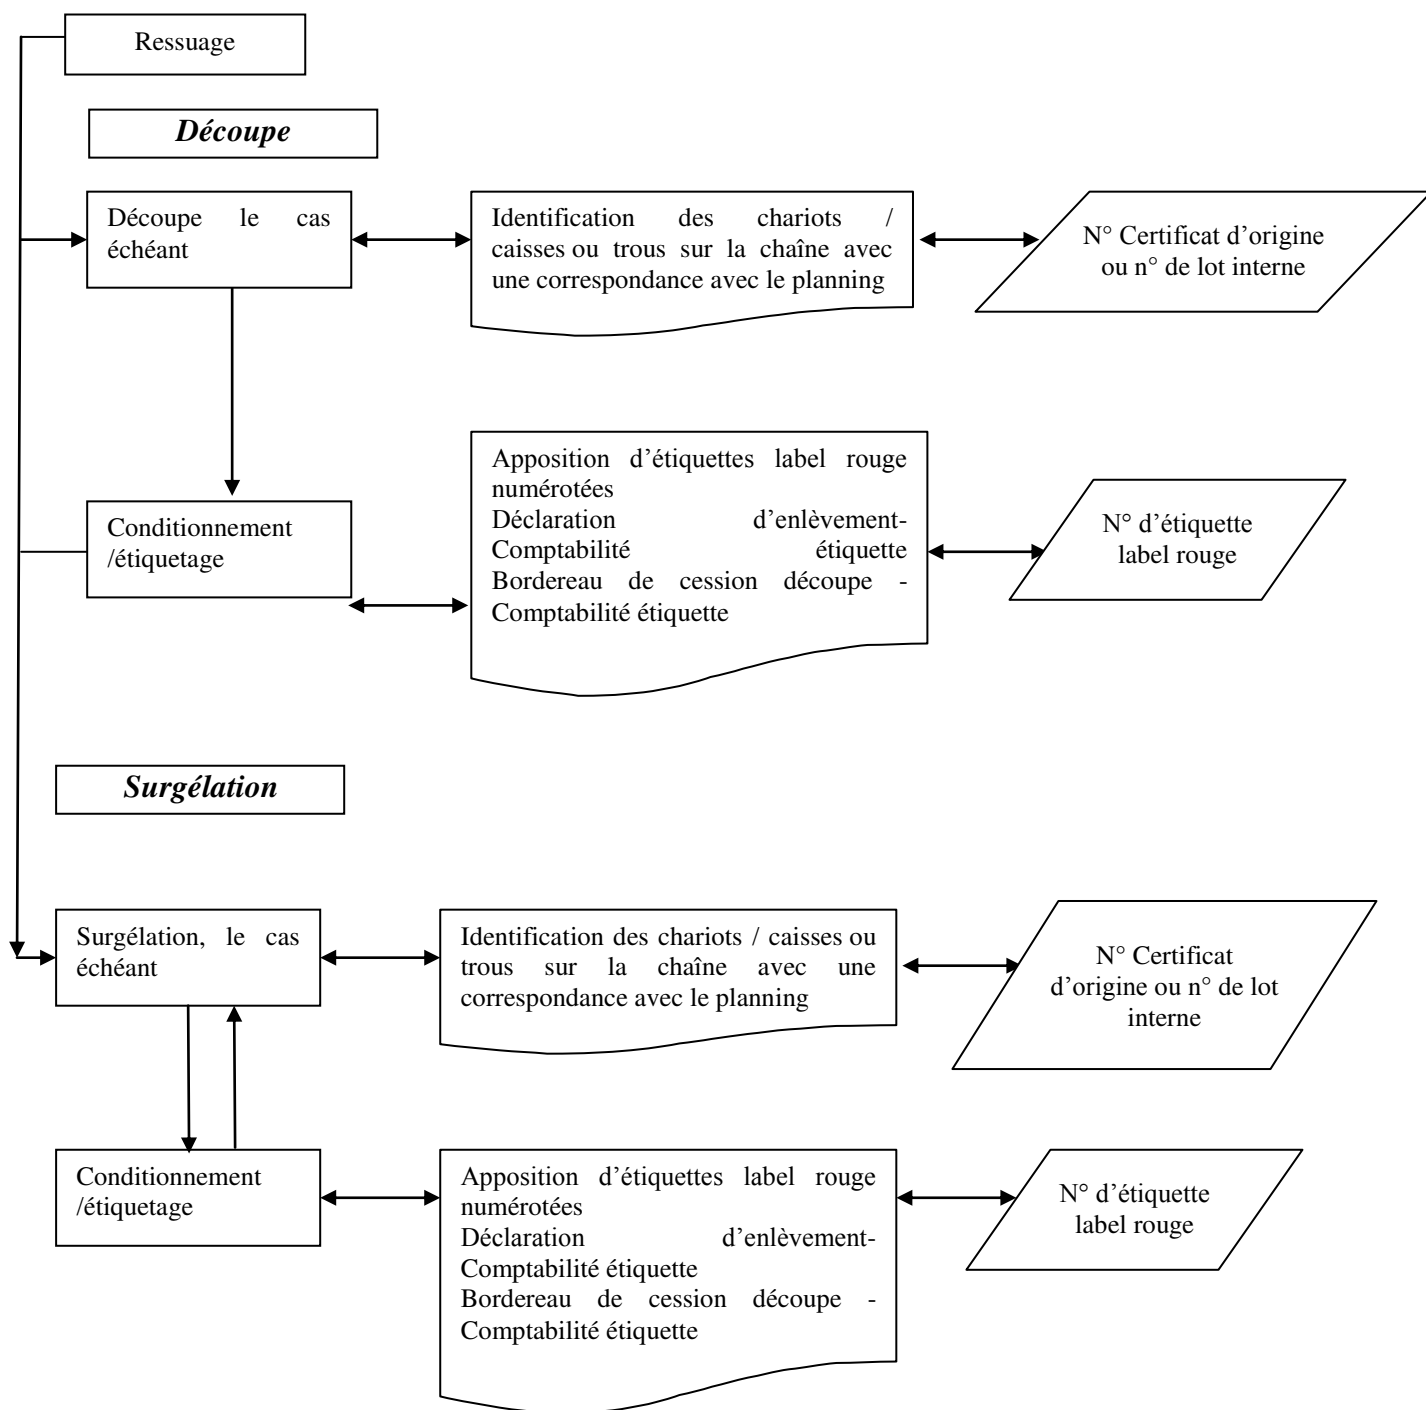 Ressuage
Découpe
Découpe le cas
échéant
Identification des chariots /
caisses ou trous sur la chaîne avec
une correspondance avec le planning
N° Certificat d'origine
ou n° de lot interne
Conditionnement
/étiquetage
Apposition d'étiquettes label rouge
numérotées
Déclaration d'enlèvement-
Comptabilité étiquette
Bordereau de cession découpe -
Comptabilité étiquette
N° d'étiquette
label rouge
Surgélation
Surgélation, le cas
échéant
Identification des chariots / caisses ou
trous sur la chaîne avec une
correspondance avec le planning
N° Certificat
d'origine ou n° de lot
interne
Conditionnement
/étiquetage
Apposition d'étiquettes label rouge
numérotées
Déclaration d'enlèvement-
Comptabilité étiquette
Bordereau de cession découpe -
Comptabilité étiquette
N° d'étiquette
label rouge